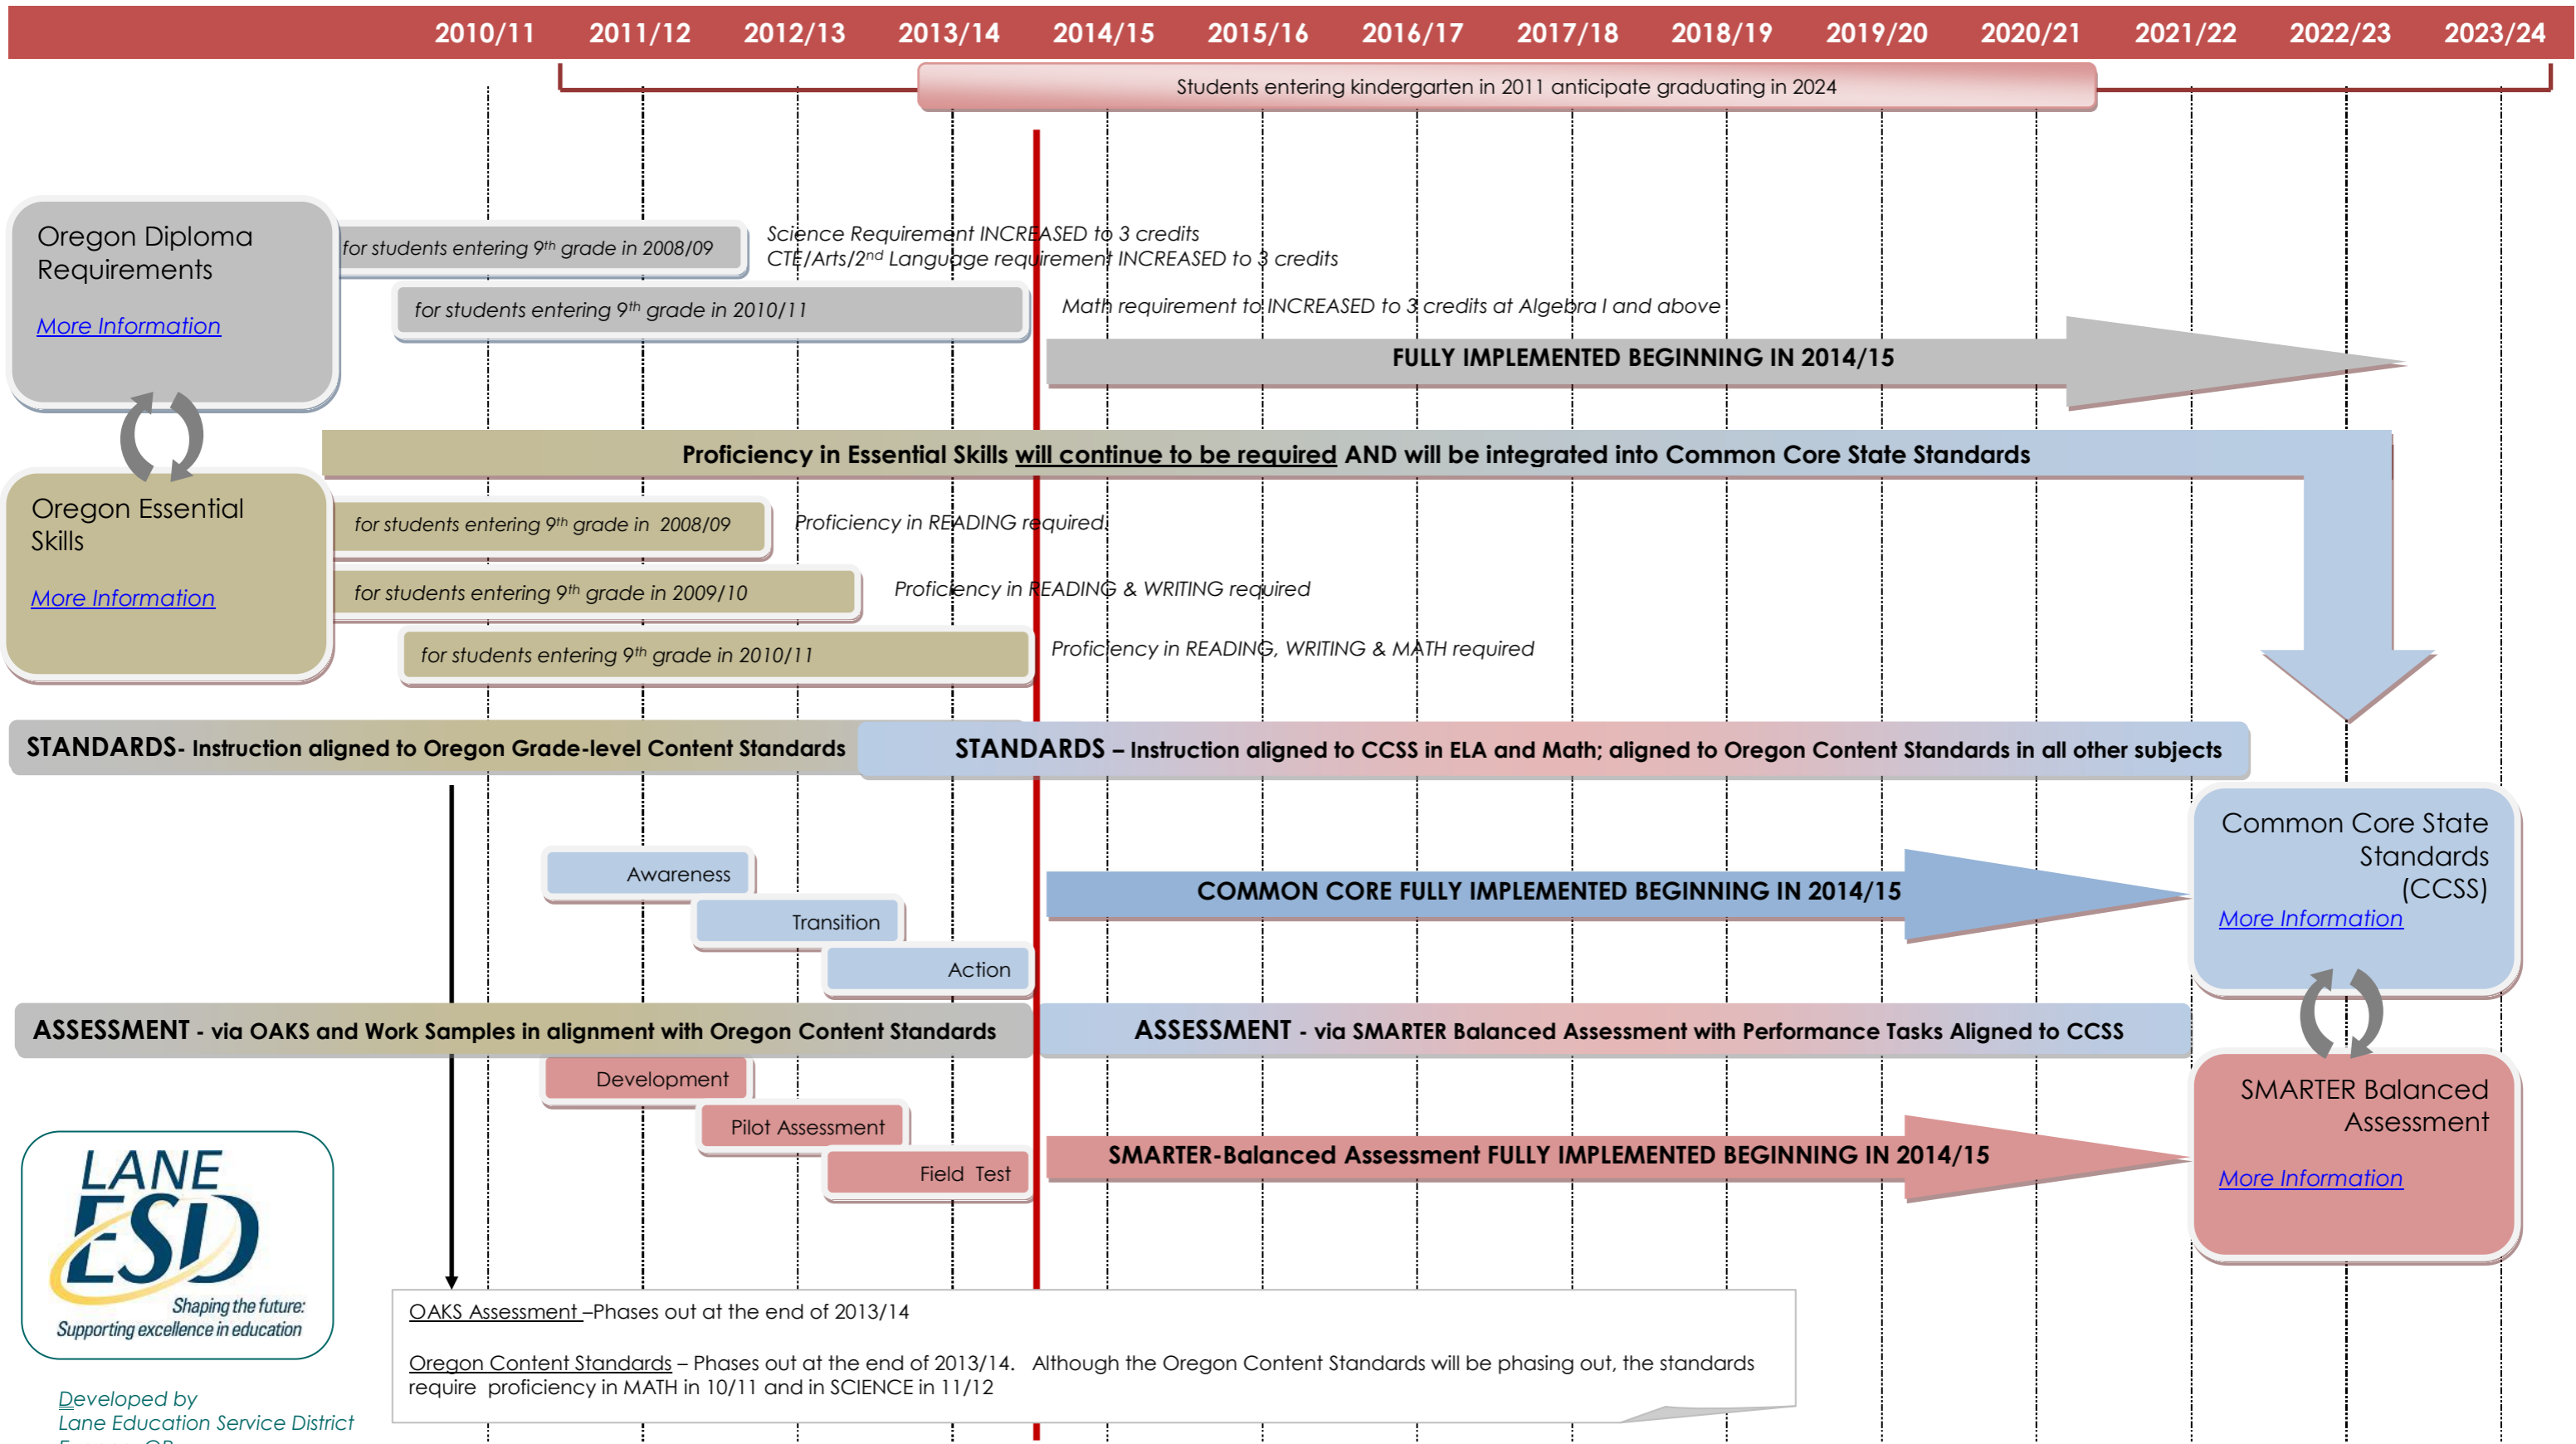 2010/11 2011/12 2012/13 2013/14 2014/15 2015/16 2016/17 2017/18 2018/19 2019/20 2020/21 2021/22 2022/23 2023/24
Students entering kindergarten in 2011 anticipate graduating in 2024
Oregon Diploma
Requirements
More Information
for students entering 9th grade in 2008/09
Science Requirement INCREASED to 3 credits
CTE/Arts/2nd Language requirement INCREASED to 3 credits
for students entering 9th grade in 2010/11
Math requirement to INCREASED to 3 credits at Algebra I and above
FULLY IMPLEMENTED BEGINNING IN 2014/15
Proficiency in Essential Skills will continue to be required AND will be integrated into Common Core State Standards
Oregon Essential
Skills
More Information
for students entering 9th grade in 2008/09
Proficiency in READING required.
for students entering 9th grade in 2009/10
Proficiency in READING & WRITING required
for students entering 9th grade in 2010/11
Proficiency in READING, WRITING & MATH required
STANDARDS- Instruction aligned to Oregon Grade-level Content Standards
STANDARDS – Instruction aligned to CCSS in ELA and Math; aligned to Oregon Content Standards in all other subjects
Awareness
Transition
Action
COMMON CORE FULLY IMPLEMENTED BEGINNING IN 2014/15
Common Core State
Standards
(CCSS)
More Information
ASSESSMENT - via OAKS and Work Samples in alignment with Oregon Content Standards
ASSESSMENT - via SMARTER Balanced Assessment with Performance Tasks Aligned to CCSS
Development
Pilot Assessment
Field Test
SMARTER-Balanced Assessment FULLY IMPLEMENTED BEGINNING IN 2014/15
SMARTER Balanced
Assessment
More Information
LANE
ESD
Shaping the future:
Supporting excellence in education
OAKS Assessment –Phases out at the end of 2013/14
Oregon Content Standards – Phases out at the end of 2013/14. Although the Oregon Content Standards will be phasing out, the standards
require proficiency in MATH in 10/11 and in SCIENCE in 11/12
Developed by
Lane Education Service District